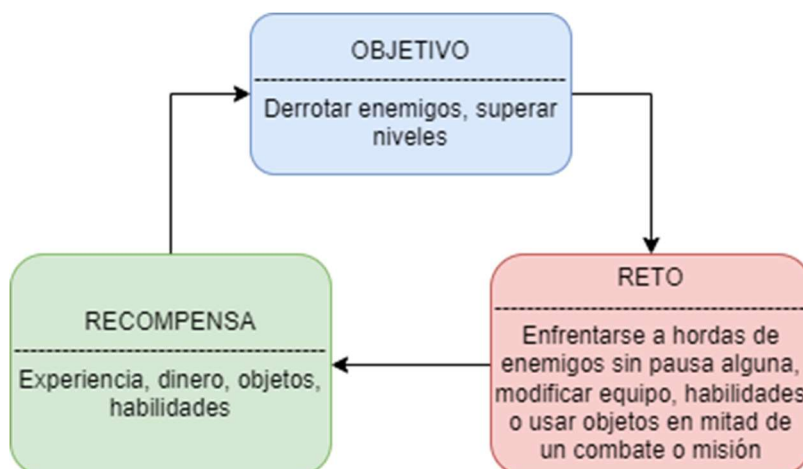 OBJETIVO
Derrotar enemigos, superar
niveles
RETO
Enfrentarse a hordas de
enemigos sin pausa alguna,
modificar equipo, habilidades
o usar objetos en mitad de
un combate o misión
RECOMPENSA
Experiencia, dinero, objetos,
habilidades